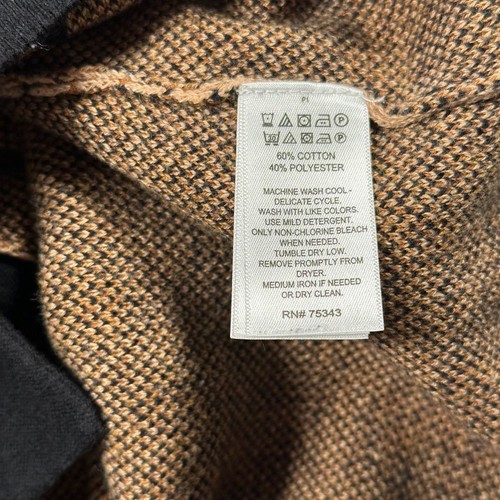 60% COTTON
40% POLYESTER
MACHINE WASH COOL -
DELICATE CYCLE.
WASH WITH LIKE COLORS.
USE MILD DETERGENT.
ONLY NON-CHLORINE BLEACH
WHEN NEEDED.
TUMBLE DRY LOW.
REMOVE PROMPTLY FROM
DRYER.
MEDIUM IRON IF NEEDED
OR DRY CLEAN.
RN# 75343